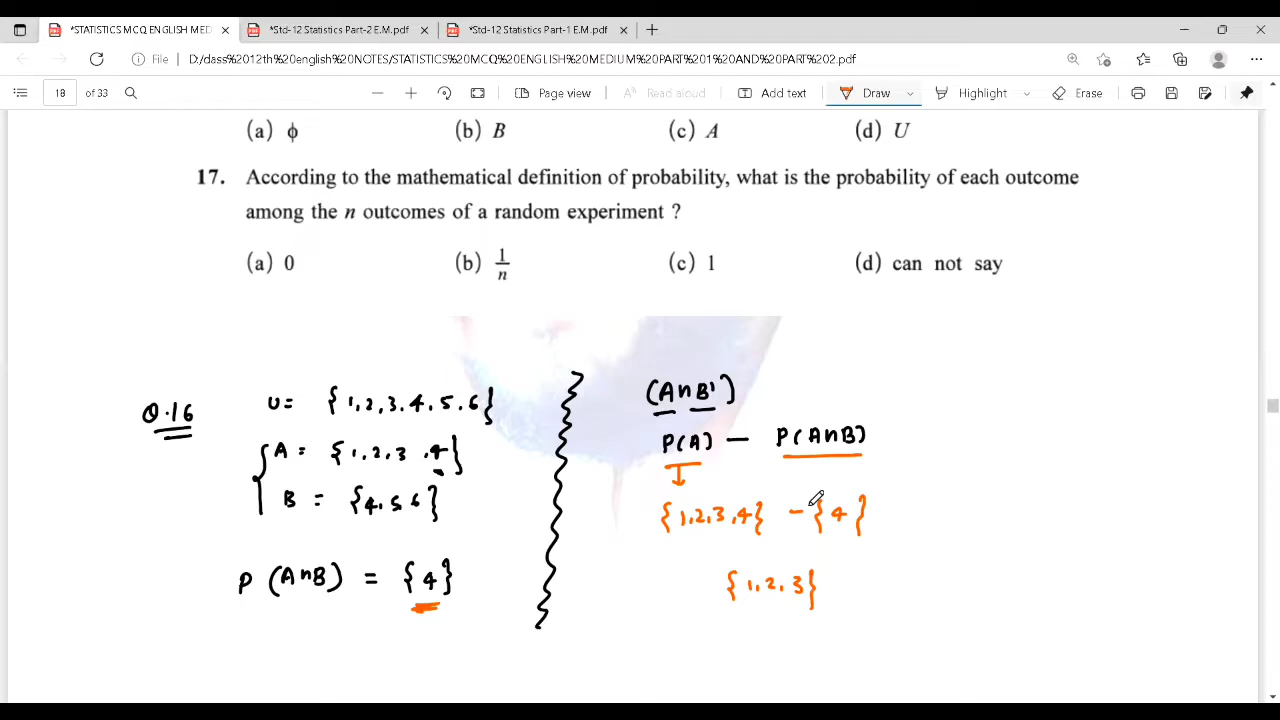 *STATISTICS MCQ ENGLISH MED
*Std-12 Statistics Part-2 E.M.pdf
*Std-12 Statistics Part-1 E.M.pdf
File D:/dass%2012th%20english%20NOTES/STATISTICS%20MCQ%20ENGLISH%20MEDIUM%20PART%201%20AND%20PART%202.pdf
18 of 33 Page view Read aloud Add text Draw Highlight Erase
(a) ϕ (b) B (c) A (d) U
17. According to the mathematical definition of probability, what is the probability of each outcome
among the n outcomes of a random experiment ?
(a) 0 (b) 1/n (c) 1 (d) can not say
Q.16 U= {1,2,3.4.5.6}
A= {1,2,3,4}
B = {4,5 6}
P (A∩B) = {4}
(A∩B')
P(A) — P(A∩B)
{1,2,3,4} - {4}
{1,2,3}